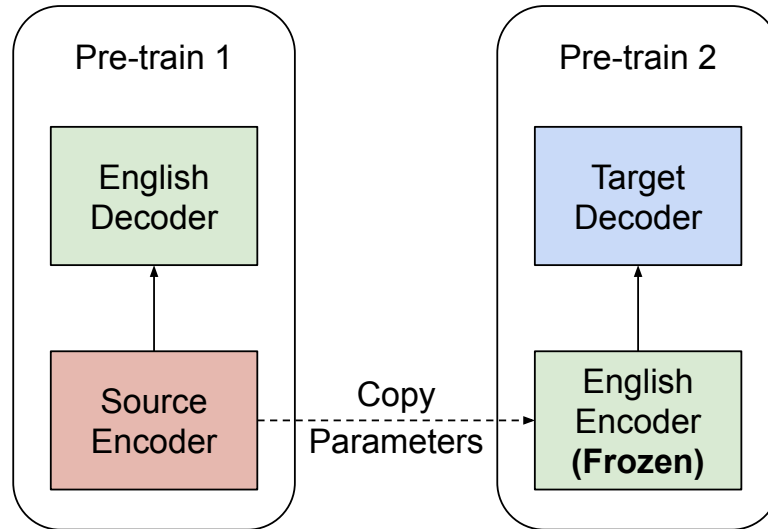 Pre-train 1
English
Decoder
Source
Encoder
Copy
Parameters
Pre-train 2
Target
Decoder
English
Encoder
(Frozen)